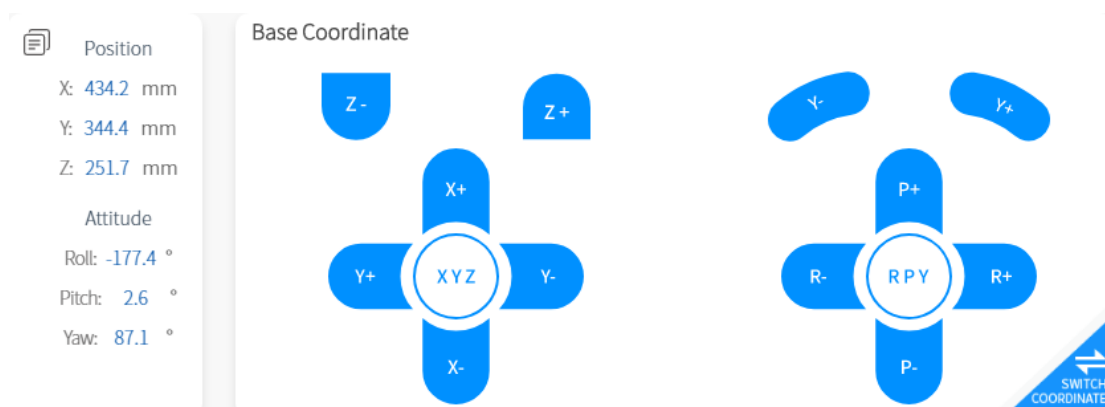 Position
X: 434.2 mm
Y: 344.4 mm
Z: 251.7 mm
Attitude
Roll: -177.4 °
Pitch: 2.6 °
Yaw: 87.1 °
Base Coordinate
Z -
Z +
X+
Y+
XYZ
Y-
X-
Y-
Y+
P+
R-
RPY
R+
P-
SWITCH
COORDINATE